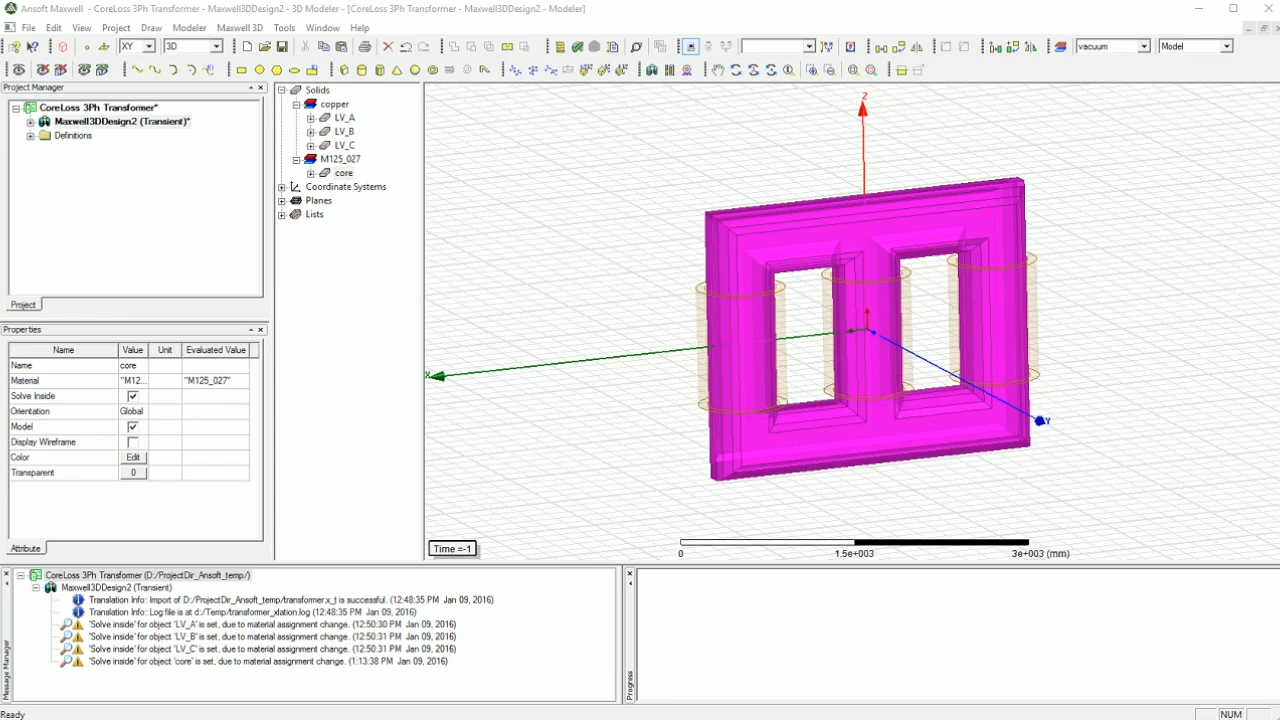 Ansoft Maxwell - CoreLoss 3Ph Transformer - Maxwell3DDesign2 - 3D Modeler - [CoreLoss 3Ph Transformer - Maxwell3DDesign2 - Modeler]
File Edit View Project Draw Modeler Maxwell 3D Tools Window Help
XY 3D vacuum Model
Project Manager
CoreLoss 3Ph Transformer*
Maxwell3DDesign2 (Transient)*
Definitions
Project
Solids
copper
LV_A
LV_B
LV_C
M125_027
core
Coordinate Systems
Planes
Lists
Properties
Name Value Unit Evaluated Value
Name core
Material "M12... "M125_027"
Solve Inside
Orientation Global
Model
Display Wireframe
Color Edit
Transparent 0
Attribute
Z
X
Y
Time =-1
0 1.5e+003 3e+003 (mm)
CoreLoss 3Ph Transformer (D:/ProjectDir_Ansoft_temp/)
Maxwell3DDesign2 (Transient)
Translation Info: Import of D:/ProjectDir_Ansoft_temp/transformer.x_t is successful. (12:48:35 PM Jan 09, 2016)
Translation Info: Log file is at d:/Temp/transformer_xlation.log (12:48:35 PM Jan 09, 2016)
'Solve inside' for object 'LV_A' is set, due to material assignment change. (12:50:30 PM Jan 09, 2016)
'Solve inside' for object 'LV_B' is set, due to material assignment change. (12:50:31 PM Jan 09, 2016)
'Solve inside' for object 'LV_C' is set, due to material assignment change. (12:50:31 PM Jan 09, 2016)
'Solve inside' for object 'core' is set, due to material assignment change. (1:13:38 PM Jan 09, 2016)
Message Manager
Progress
Ready
NUM